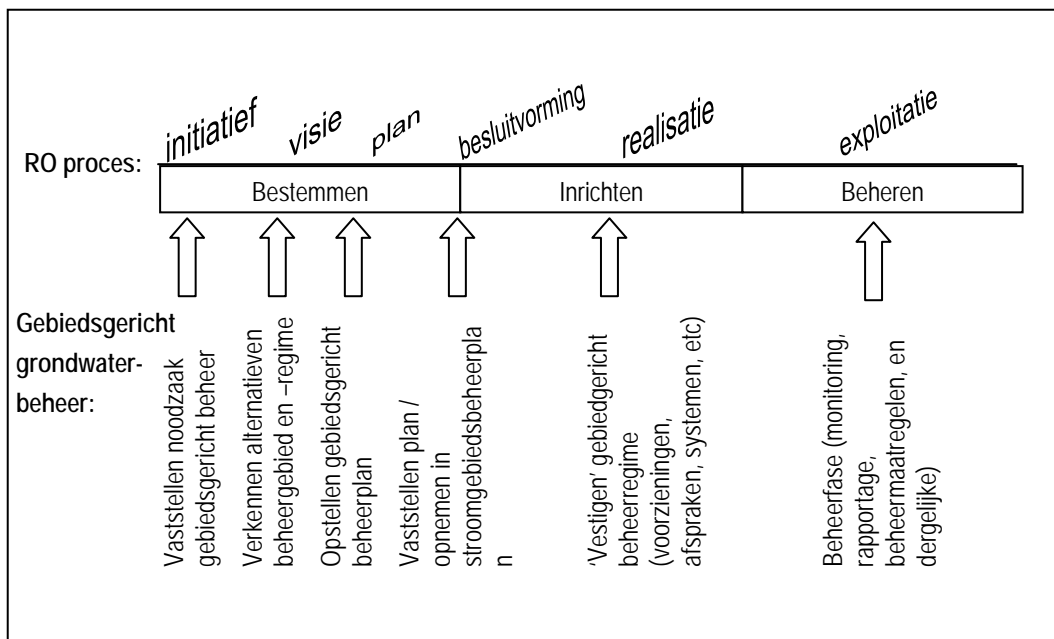 initiatief
visie
plan
besluitvorming
realisatie
exploitatie
RO proces:
Bestemmen
Inrichten
Beheren
Gebiedsgericht
grondwater-
beheer:
Vaststellen noodzaak
gebiedsgericht beheer
Verkennen alternatieven
beheergebied en –regime
Opstellen gebiedsgericht
beheerplan
Vaststellen plan /
opnemen in
stroomgebiedsbeheerpla
n
‘Vestigen’ gebiedgericht
beheerregime
(voorzieningen,
afspraken, systemen, etc)
Beheerfase (monitoring,
rapportage,
beheermaatregelen, en
dergelijke)